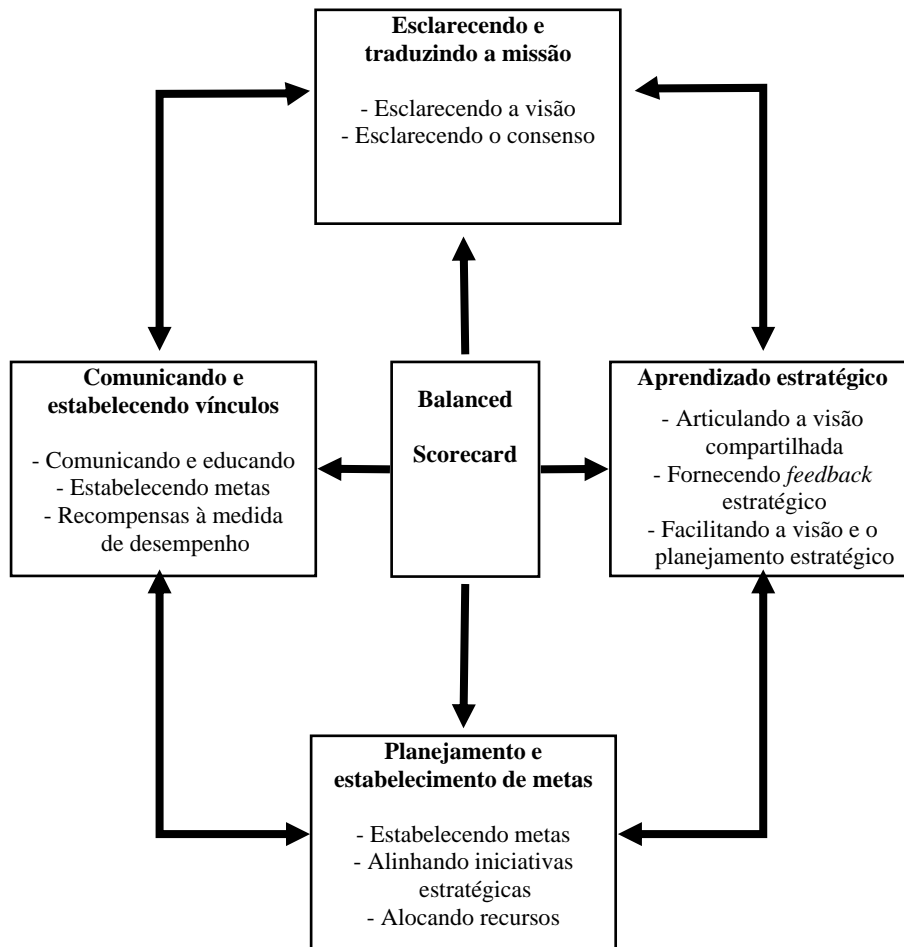 Esclarecendo e
traduzindo a missão
- Esclarecendo a visão
- Esclarecendo o consenso
Comunicando e
estabelecendo vínculos
- Comunicando e educando
- Estabelecendo metas
- Recompensas à medida
de desempenho
Balanced
Scorecard
Aprendizado estratégico
- Articulando a visão
compartilhada
- Fornecendo feedback
estratégico
- Facilitando a visão e o
planejamento estratégico
Planejamento e
estabelecimento de metas
- Estabelecendo metas
- Alinhando iniciativas
estratégicas
- Alocando recursos